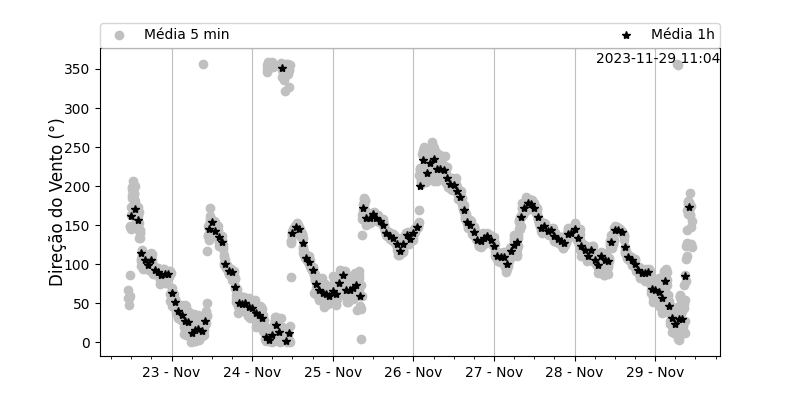 Média 5 min
Média 1h
2023-11-29 11:04
Direção do Vento (°)
350
300
250
200
150
100
50
0
23 - Nov
24 - Nov
25 - Nov
26 - Nov
27 - Nov
28 - Nov
29 - Nov